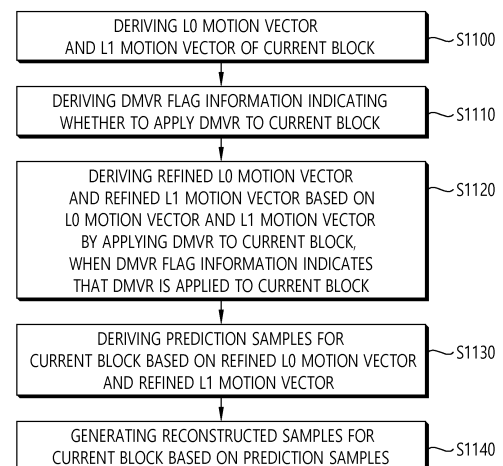 DERIVING L0 MOTION VECTOR
AND L1 MOTION VECTOR OF CURRENT BLOCK
S1100
DERIVING DMVR FLAG INFORMATION INDICATING
WHETHER TO APPLY DMVR TO CURRENT BLOCK
S1110
DERIVING REFINED L0 MOTION VECTOR
AND REFINED L1 MOTION VECTOR BASED ON
L0 MOTION VECTOR AND L1 MOTION VECTOR
BY APPLYING DMVR TO CURRENT BLOCK,
WHEN DMVR FLAG INFORMATION INDICATES
THAT DMVR IS APPLIED TO CURRENT BLOCK
S1120
DERIVING PREDICTION SAMPLES FOR
CURRENT BLOCK BASED ON REFINED L0 MOTION VECTOR
AND REFINED L1 MOTION VECTOR
S1130
GENERATING RECONSTRUCTED SAMPLES FOR
CURRENT BLOCK BASED ON PREDICTION SAMPLES
S1140